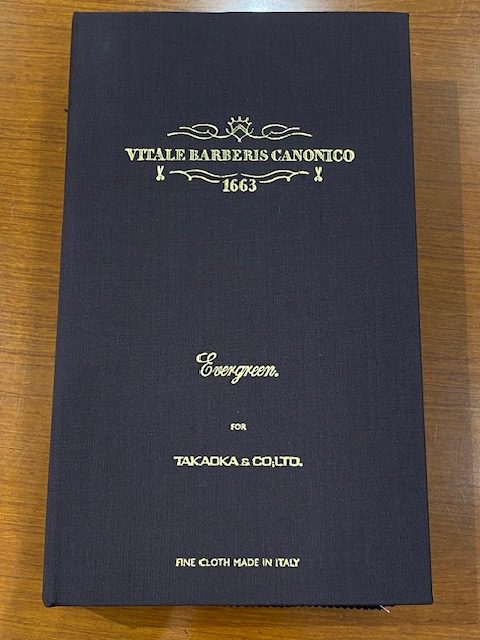 VITALE BARBERIS CANONICO
1663
Evergreen.
FOR
TAKAOKA & CO;LTD.
FINE CLOTH MADE IN ITALY